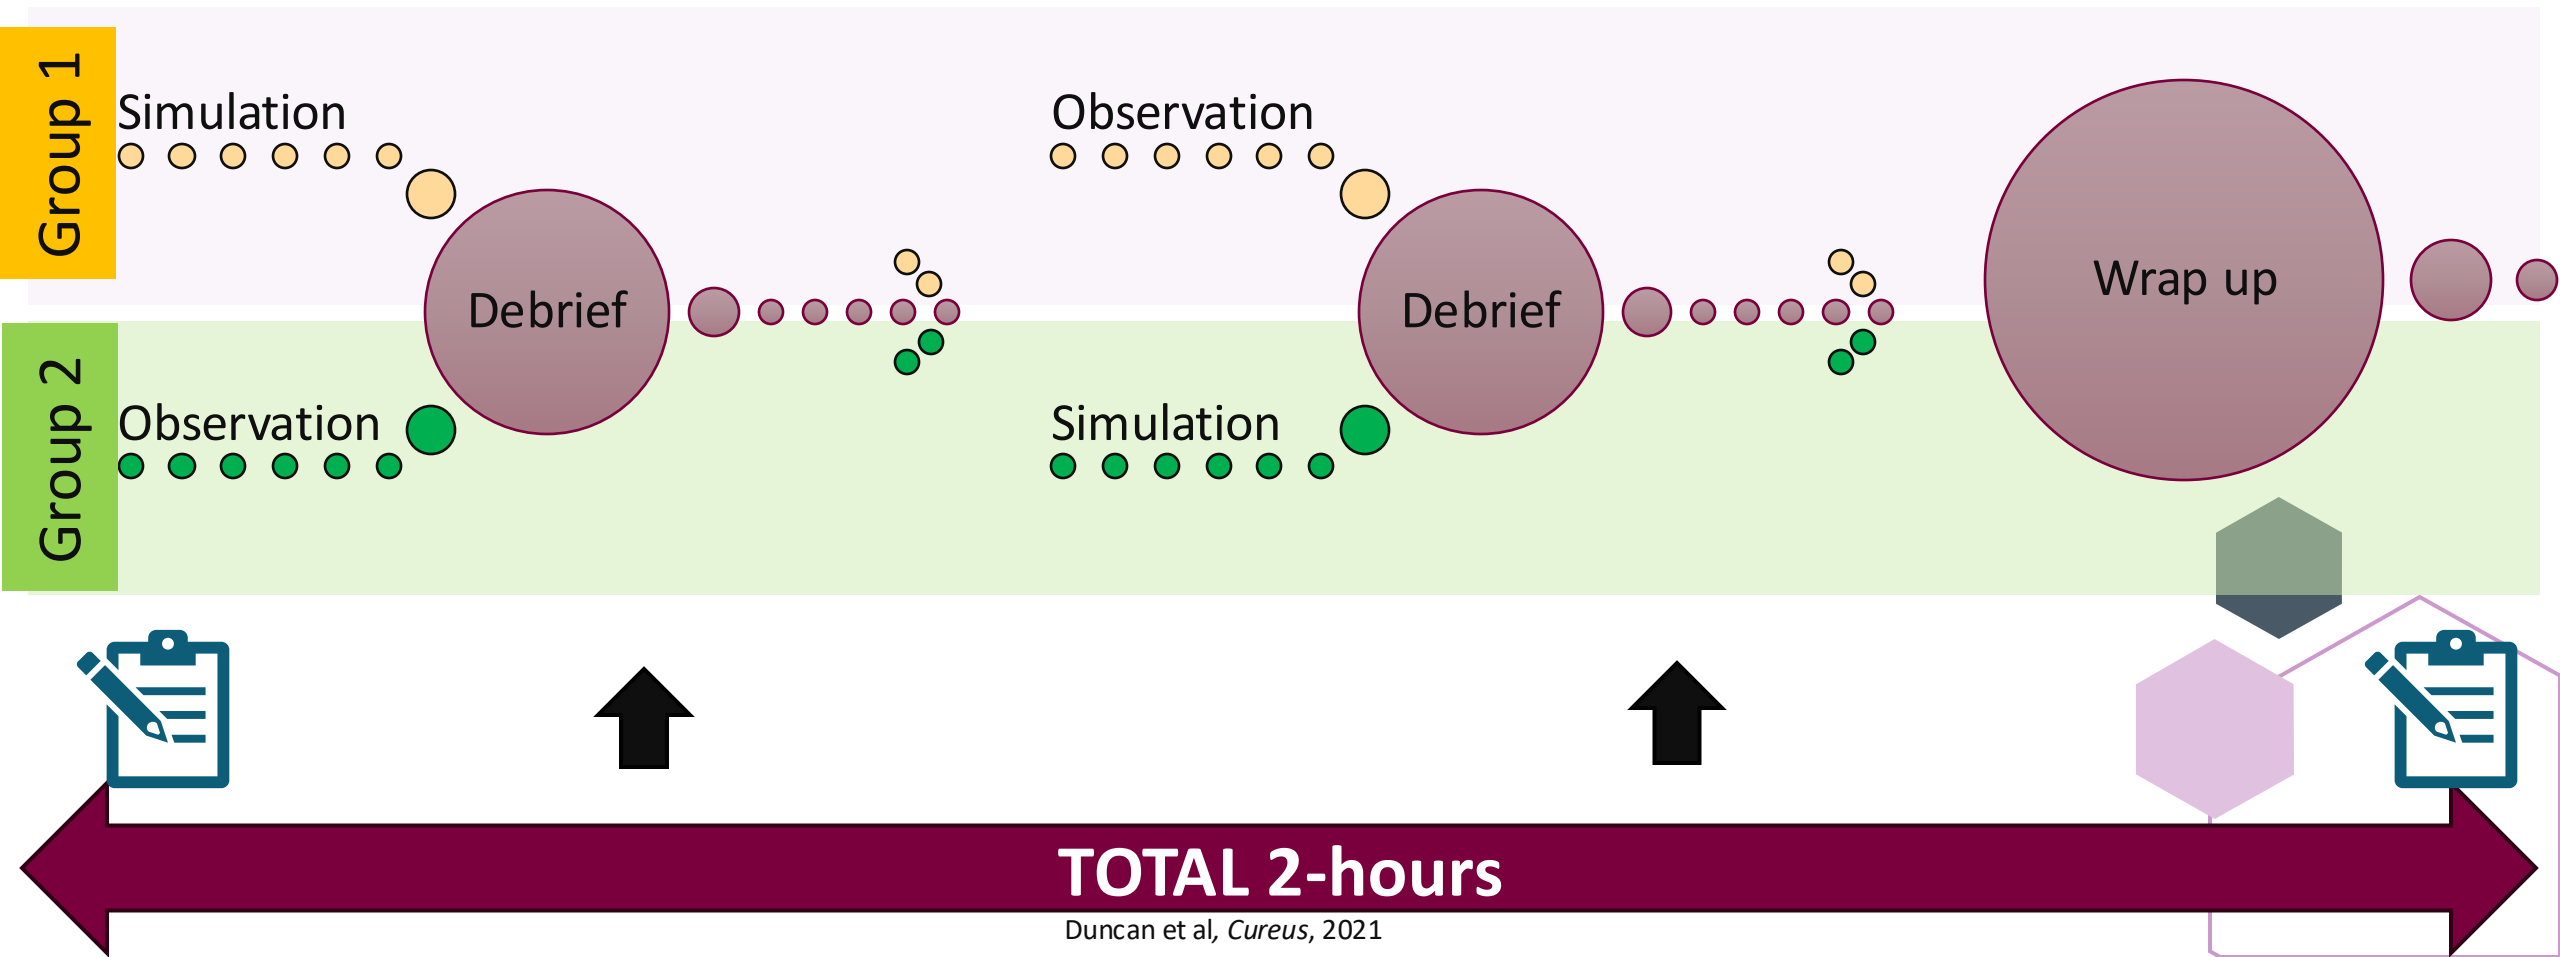 Group 1
Simulation
Observation
Debrief
Debrief
Wrap up
Group 2
Observation
Simulation
TOTAL 2-hours
Duncan et al, Cureus, 2021